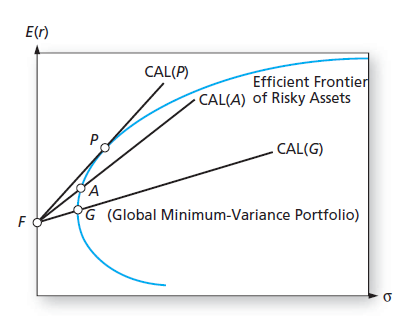 E(r)
CAL(P)
Efficient Frontier
CAL(A) of Risky Assets
P
CAL(G)
A
G (Global Minimum-Variance Portfolio)
F
σ